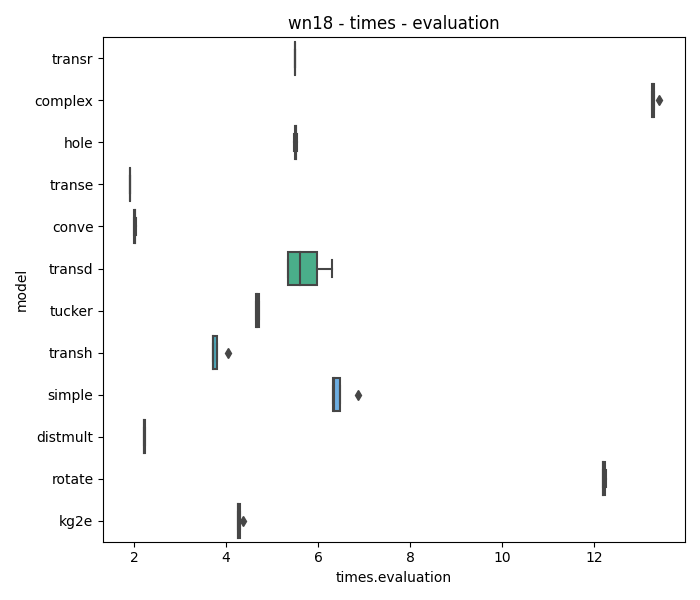 wn18 - times - evaluation
transr
complex
hole
transe
conve
transd
tucker
transh
simple
distmult
rotate
kg2e
model
2 4 6 8 10 12
times.evaluation